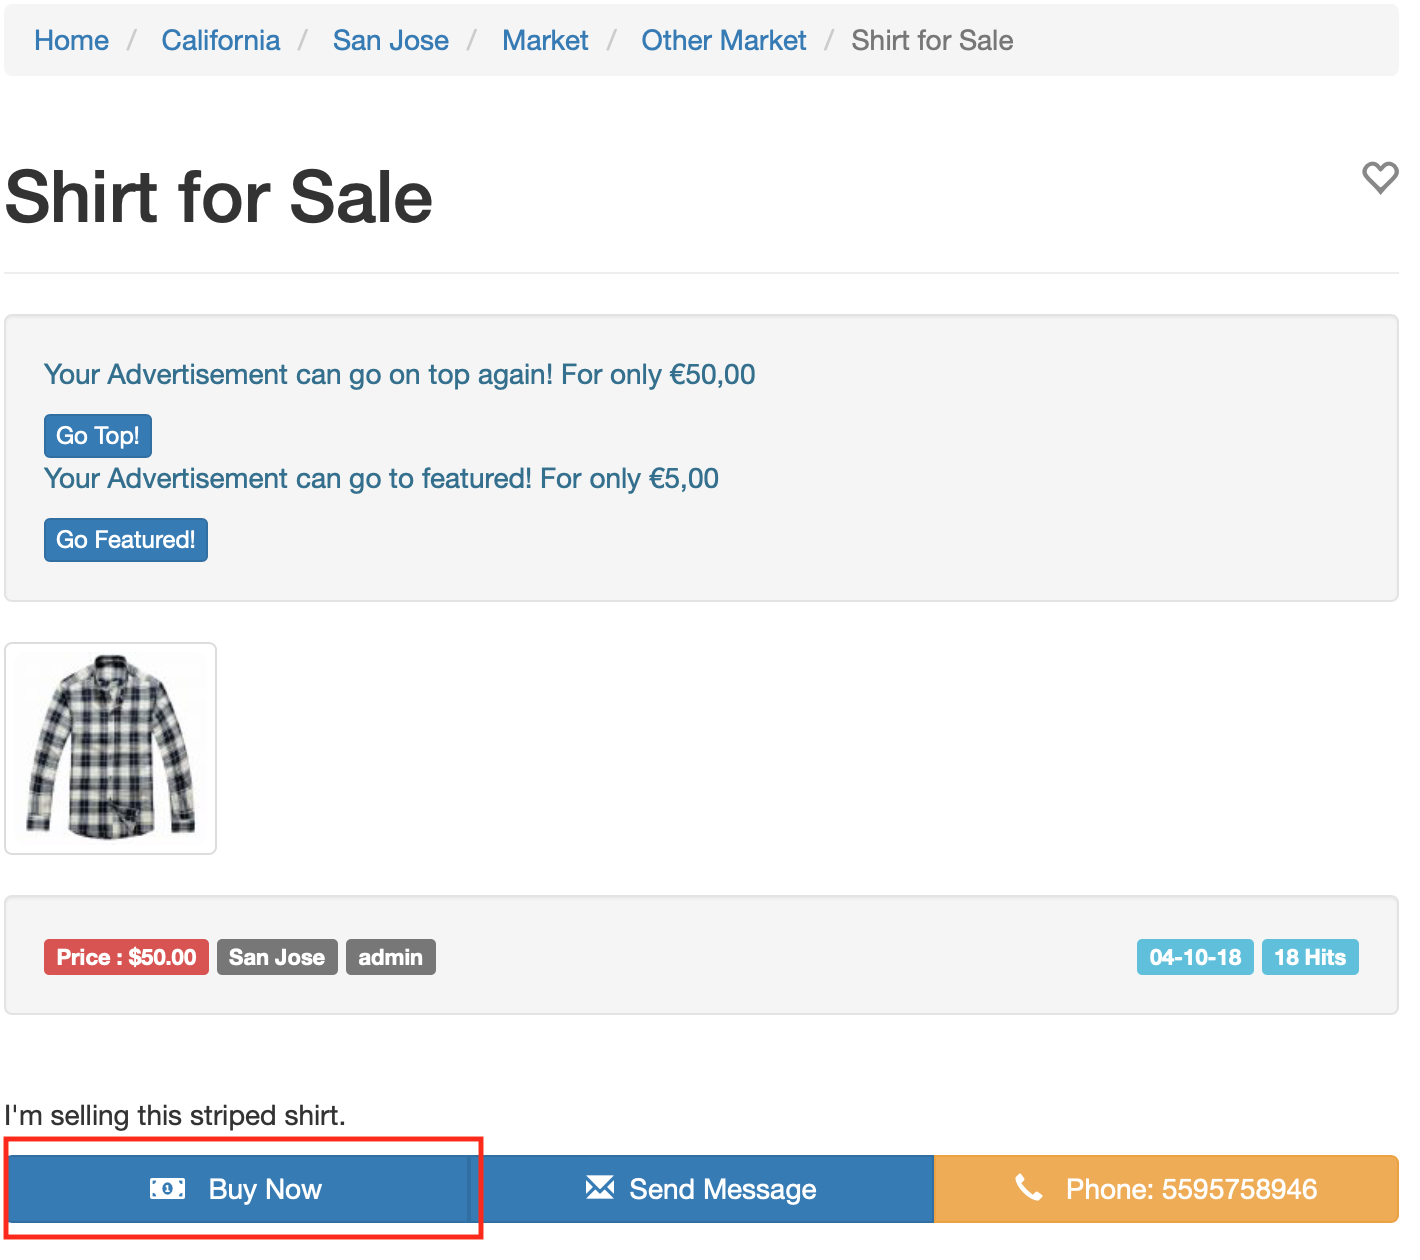 Home / California / San Jose / Market / Other Market / Shirt for Sale
Shirt for Sale
Your Advertisement can go on top again! For only €50,00
Go Top!
Your Advertisement can go to featured! For only €5,00
Go Featured!
Price : $50.00 San Jose admin 04-10-18 18 Hits
I'm selling this striped shirt.
Buy Now Send Message Phone: 5595758946